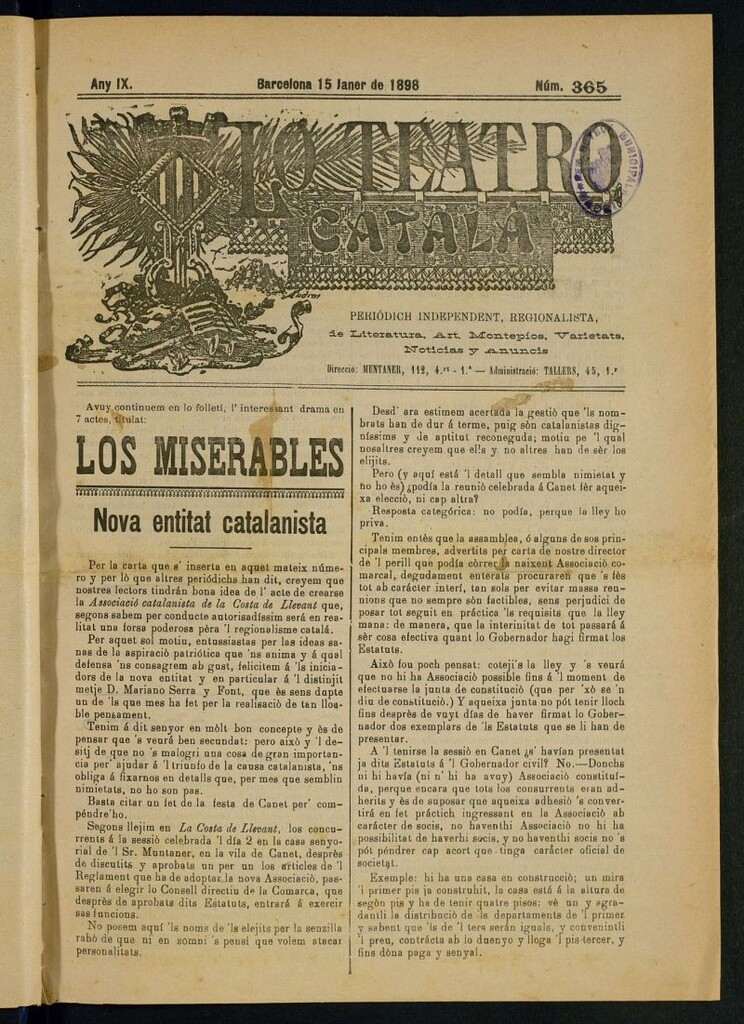 Any IX.
Barcelona 15 Janer de 1898
Núm. 365
LO TEATRO
CATALÁ
PERIÓDICH INDEPENDENT, REGIONALISTA,
de Literatura, Art, Montepios, Varietats,
Noticias y Anuncis
Direcció: MUNTANER, 112, 4.rt - 1.ª — Administració: TALLERS, 45, 1.r
Avuy continuem en lo folletí, l' interessant drama en
7 actes, titulat:
LOS MISERABLES
Nova entitat catalanista
Per la carta que s' inserta en aquet mateix núme-
ro y per lo que altres periódichs han dit, creyem que
nostres lectors tindrán bona idea de l' acte de crearse
la Associació catalanista de la Costa de Llevant que,
segons sabem per conducte autorisadíssim será en rea-
litat una forsa poderosa péra 'l regionalisme catalá.
Per aquet sol motiu, entussiastas per las ideas sa-
nas de la aspiració patriótica que 'ns anima y á qual
defensa 'ns consagrem ab gust, felicitem á 'ls inicia-
dors de la nova entitat y en particular á 'l distinjit
metje D. Mariano Serra y Font, que és sens dupte
un de 'ls que mes ha fet per la realisació de tan lloa-
ble pensament.
Tenim á dit senyor en mòlt bon concepte y és de
pensar que 's veurá ben secundat: pero això y 'l de-
sitj de que no 's malogri una cosa de gran importan-
cia per' ajudar á 'l triunfo de la causa catalanista, 'ns
obliga á fixarnos en detalls que, per mes que semblin
nimietats, no ho son pas.
Basta citar un fet de la festa de Canet per' com-
péndre'ho.
Segons llejim en La Costa de Llevant, los concu-
rrents á la sessió celebrada 'l día 2 en la casa senyo-
rial de 'l Sr. Muntaner, en la vila de Canet, després
de discutits y aprobats un per un los articles de 'l
Reglament que ha de adoptar la nova Associació, pas-
saren á elegir lo Consell directiu de la Comarca, que
després de aprobats dits Estatuts, entrará á exercir
sas funcions.
No posem aquí 'ls noms de 'ls elejits per la senzilla
rahó de que ni en somni 's pensi que volem atacar
personalitats.
Desd' ara estimem acertada la gestió que 'ls nom-
brats han de dur á terme, puig són catalanistas dig-
níssims y de aptitut reconeguda; motiu pe 'l qual
nosaltres creyem que ells y no altres han de sèr los
elijits.
Pero (y aquí está 'l detall que sembla nimietat y
no ho és) ¿podía la reunió celebrada á Canet fèr aquei-
xa elecció, ni cap altra?
Resposta categórica: no podía, perque la lley ho
priva.
Tenim entès que la assamblea, ó alguns de sos prin-
cipals membres, advertits per carta de nostre director
de 'l perill que podía còrrer la naixent Associació co-
marcal, degudament enterats procuraren que 's fès
tot ab carácter interí, tan sols per evitar massa reu-
nions que no sempre són factibles, sens perjudici de
posar tot seguit en práctica 'ls requisits que la lley
mana: de manera, que la interinitat de tot passará á
sèr cosa efectiva quant lo Gobernador hagi firmat los
Estatuts.
Això fou poch pensat: coteji's la lley y 's veurá
que no hi ha Associació possible fins á 'l moment de
efectuarse la junta de constitució (que per 'xò se 'n
diu de constitució.) Y aqueixa junta no pót tenir lloch
fins després de vuyt dias de haver firmat lo Gober-
nador dos exemplars de 'ls Estatuts que se li han de
presentar.
A 'l tenirse la sessió en Canet ¿s' havían presentat
ja dits Estatuts á 'l Gobernador civil? No.—Donchs
ni hi havía (ni n' hi ha avuy) Associació constituí-
da, perque encara que tots los consurrents eran ad-
herits y és de suposar que aqueixa adhesió 's conver-
tirá en fet práctich ingressant en la Associació ab
carácter de socis, no haventhi Associació no hi ha
possibilitat de haverhi socis, y no haventhi socis no 's
pót péndrer cap acort que tinga carácter oficial de
societat.
Exemple: hi ha una casa en construcció; un mira
'l primer pis ja construhit, la casa está á la altura de
segón pis y ha de tenir quatre pisos: vè un y agra-
dantli la distribució de 'ls departaments de 'l primer
y sabent que 'ls de 'l ters serán iguals, y convenintli
'l preu, contrácta ab lo duenyo y lloga 'l pis tercer, y
fins dóna paga y senyal.